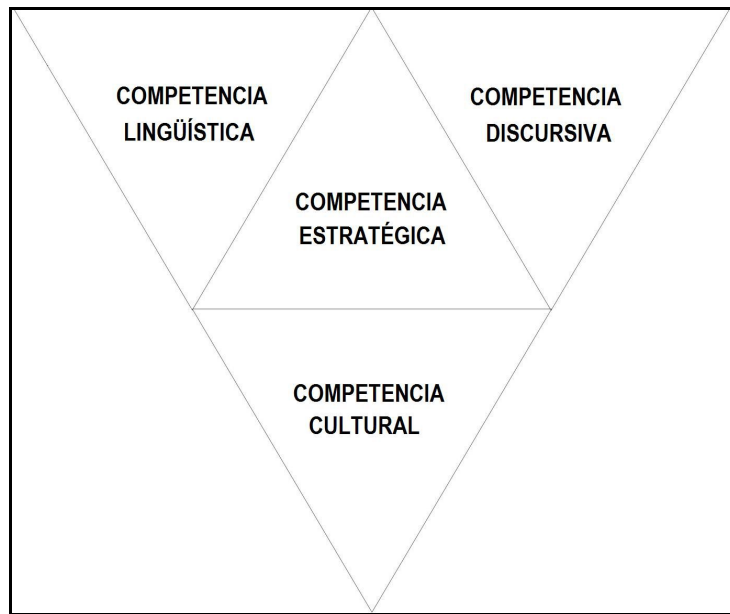 COMPETENCIA
LINGÜÍSTICA
COMPETENCIA
DISCURSIVA
COMPETENCIA
ESTRATÉGICA
COMPETENCIA
CULTURAL